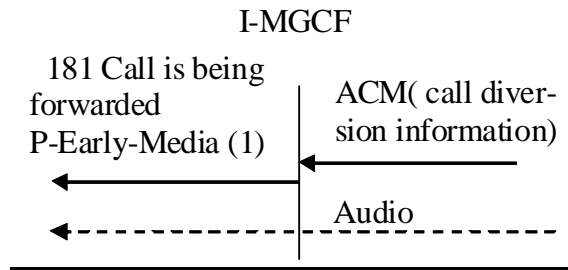 I-MGCF
181 Call is being
forwarded
P-Early-Media (1)
ACM( call diver-
sion information)
Audio